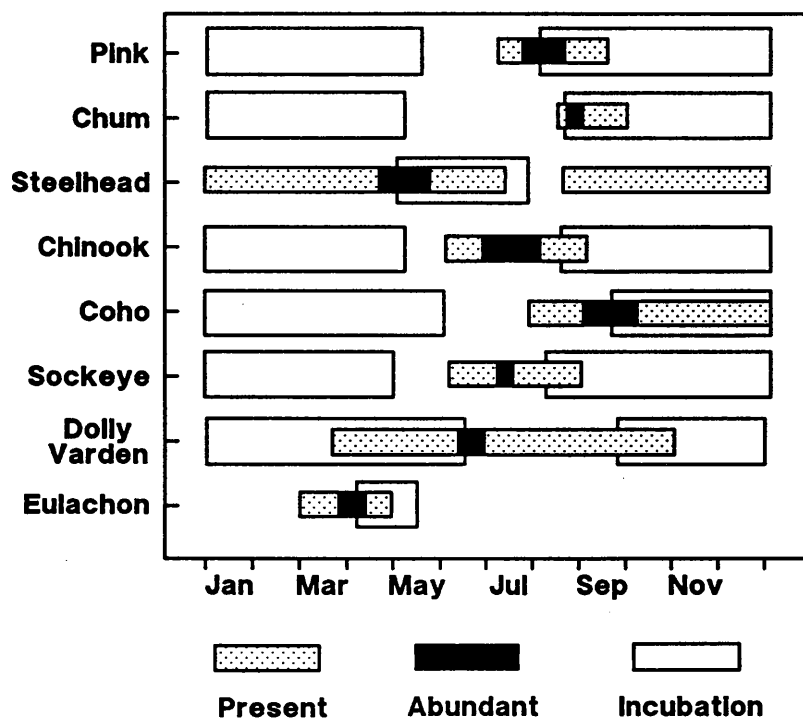 Pink
Chum
Steelhead
Chinook
Coho
Sockeye
Dolly
Varden
Eulachon
Jan Mar May Jul Sep Nov
Present Abundant Incubation